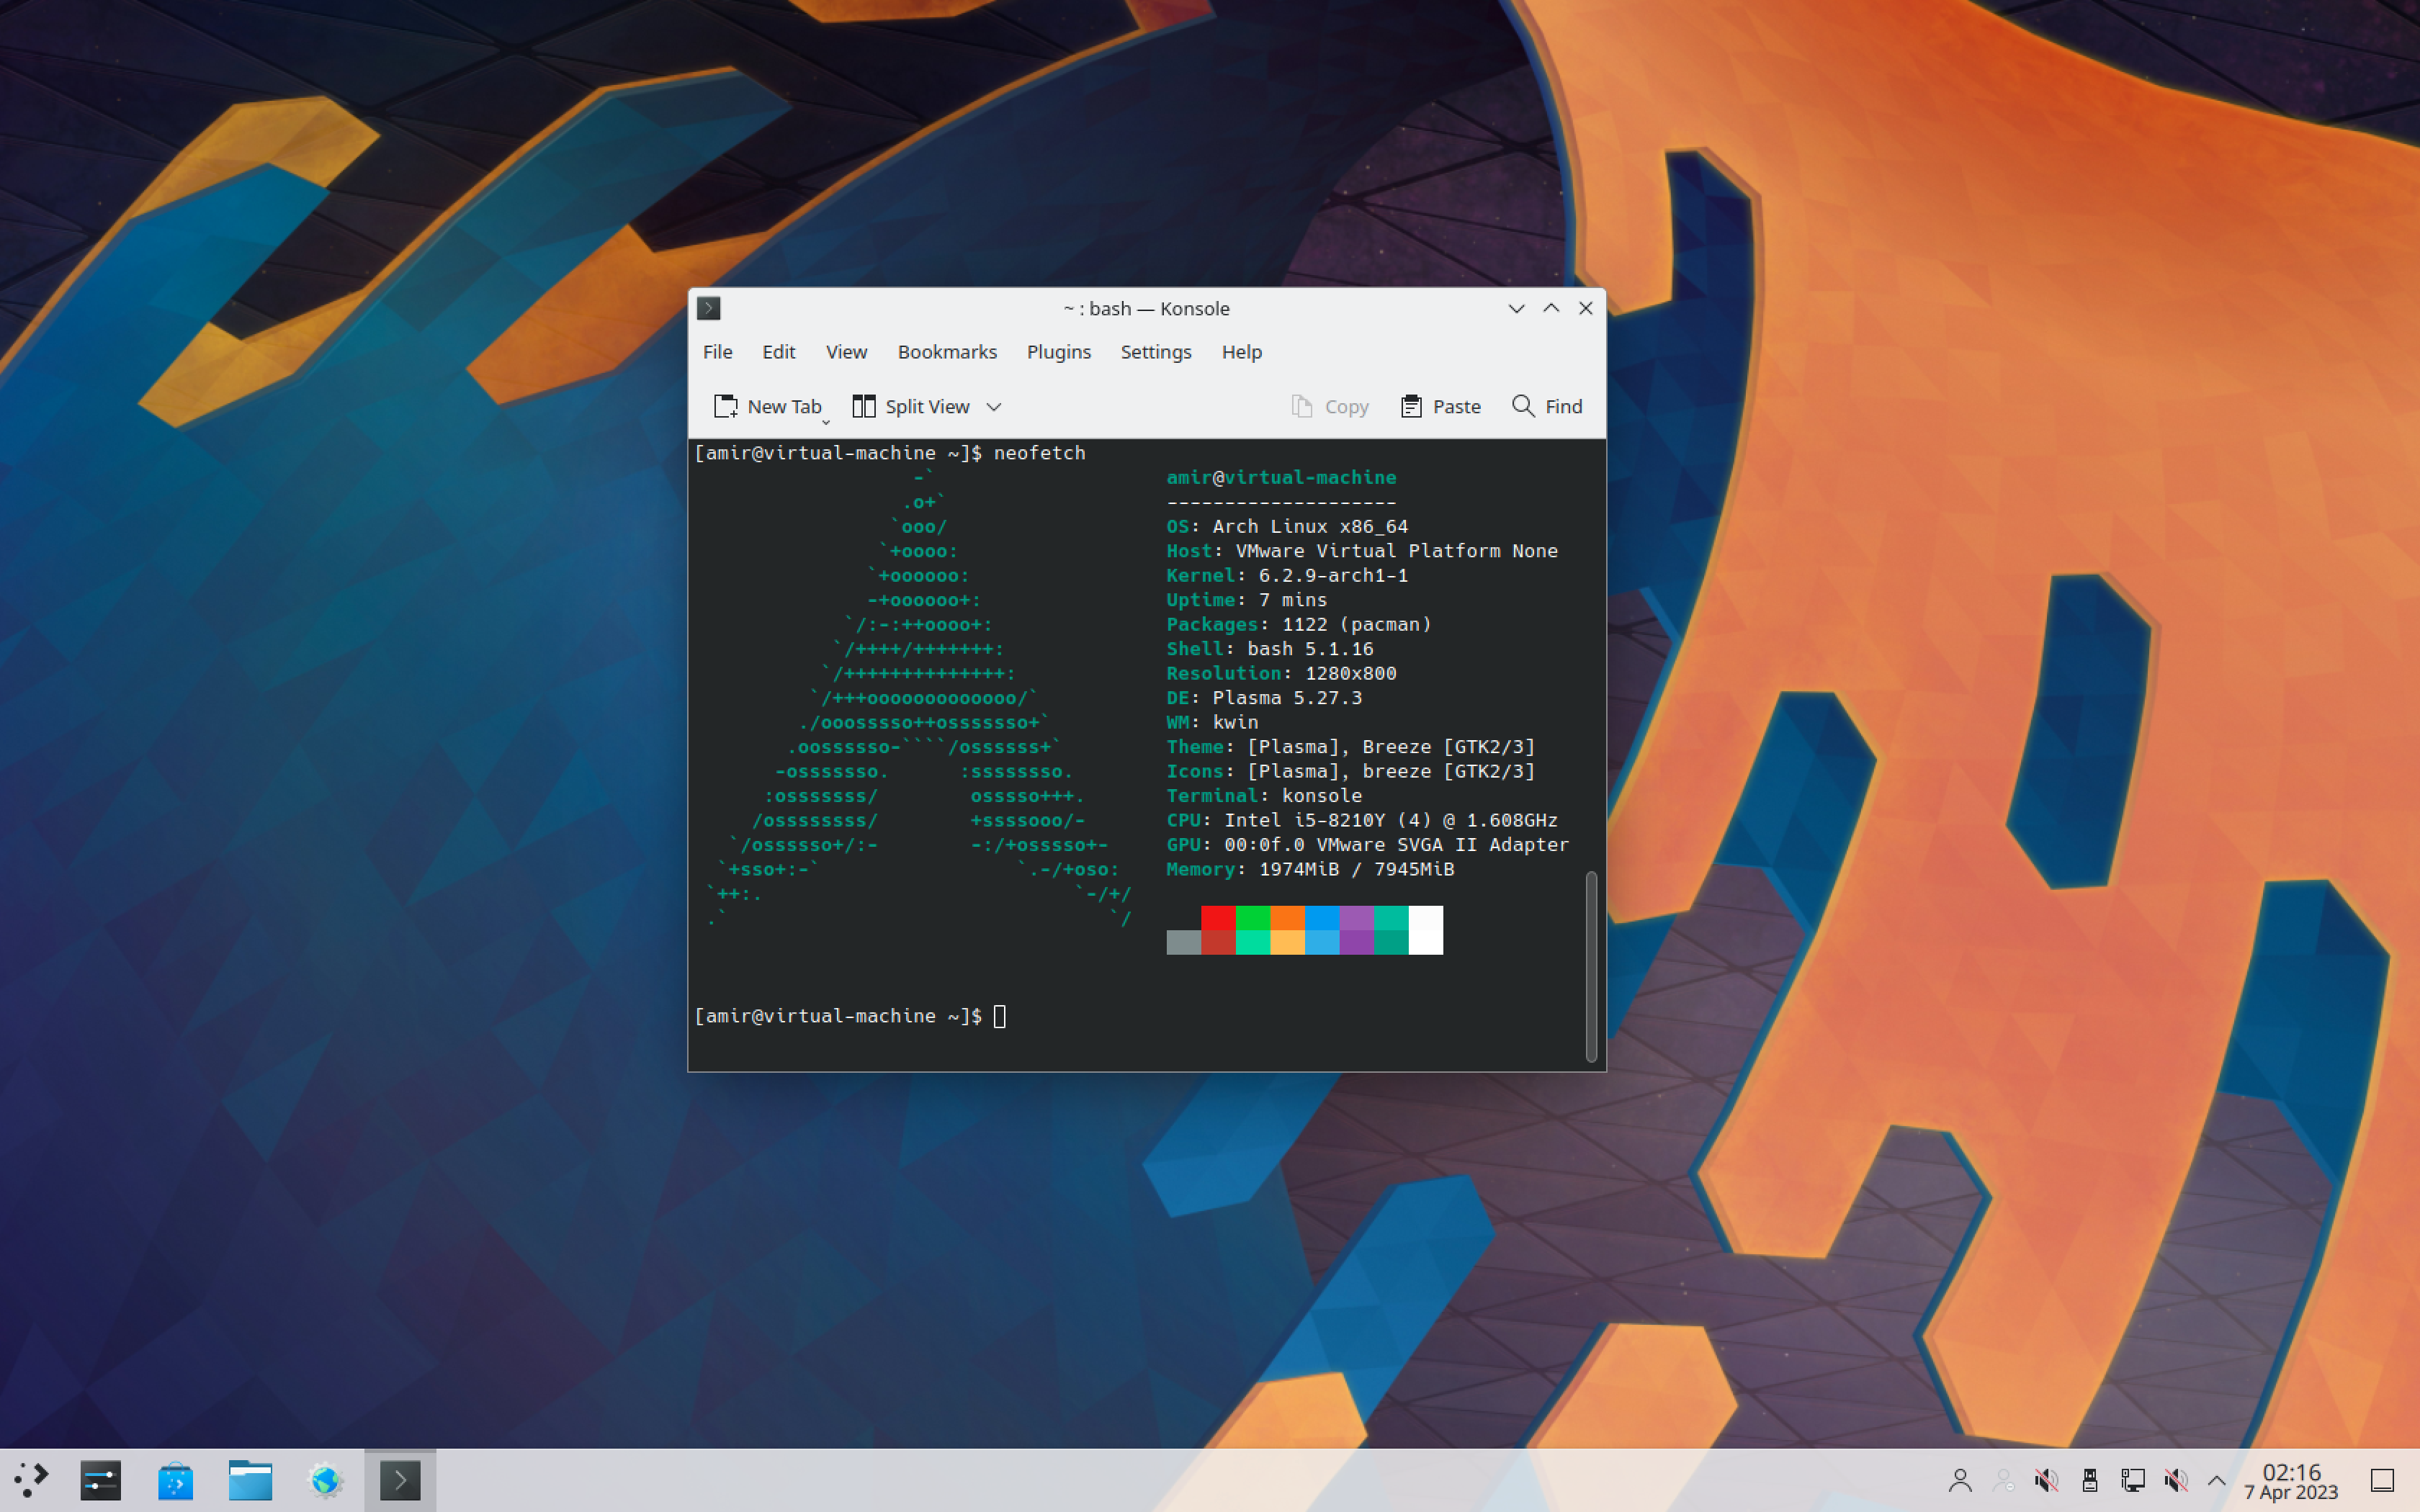 ~ : bash — Konsole
File Edit View Bookmarks Plugins Settings Help
New Tab Split View Copy Paste Find
[amir@virtual-machine ~]$ neofetch
                   -`                    amir@virtual-machine
                  .o+`                   --------------------
                 `ooo/                   OS: Arch Linux x86_64
                `+oooo:                  Host: VMware Virtual Platform None
               `+oooooo:                 Kernel: 6.2.9-arch1-1
               -+oooooo+:                Uptime: 7 mins
             `/:-:++oooo+:               Packages: 1122 (pacman)
            `/++++/+++++++:              Shell: bash 5.1.16
           `/++++++++++++++:             Resolution: 1280x800
          `/+++ooooooooooooo/`           DE: Plasma 5.27.3
         ./ooosssso++osssssso+`          WM: kwin
        .oossssso-````/ossssss+`         Theme: [Plasma], Breeze [GTK2/3]
       -osssssso.      :ssssssso.        Icons: [Plasma], breeze [GTK2/3]
      :osssssss/        osssso+++.       Terminal: konsole
     /ossssssss/        +ssssooo/-       CPU: Intel i5-8210Y (4) @ 1.608GHz
   `/ossssso+/:-        -:/+osssso+-     GPU: 00:0f.0 VMware SVGA II Adapter
  `+sso+:-`                 `.-/+oso:    Memory: 1974MiB / 7945MiB
 `++:.                           `-/+/
 .`                                 `/
[amir@virtual-machine ~]$
02:16
7 Apr 2023